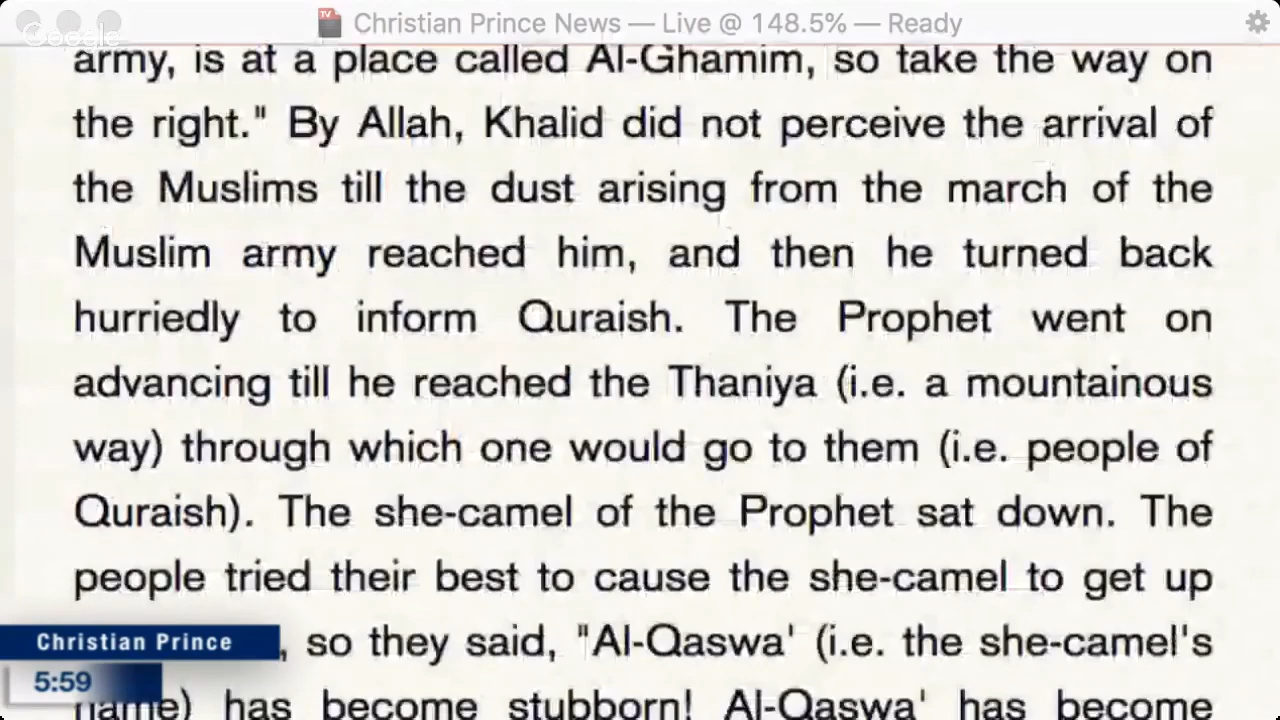 Google
Christian Prince News — Live @ 148.5% — Ready
army, is at a place called Al-Ghamim, so take the way on
the right." By Allah, Khalid did not perceive the arrival of
the Muslims till the dust arising from the march of the
Muslim army reached him, and then he turned back
hurriedly to inform Quraish. The Prophet went on
advancing till he reached the Thaniya (i.e. a mountainous
way) through which one would go to them (i.e. people of
Quraish). The she-camel of the Prophet sat down. The
people tried their best to cause the she-camel to get up
, so they said, "Al-Qaswa' (i.e. the she-camel's
name) has become stubborn! Al-Qaswa' has become
Christian Prince
5:59